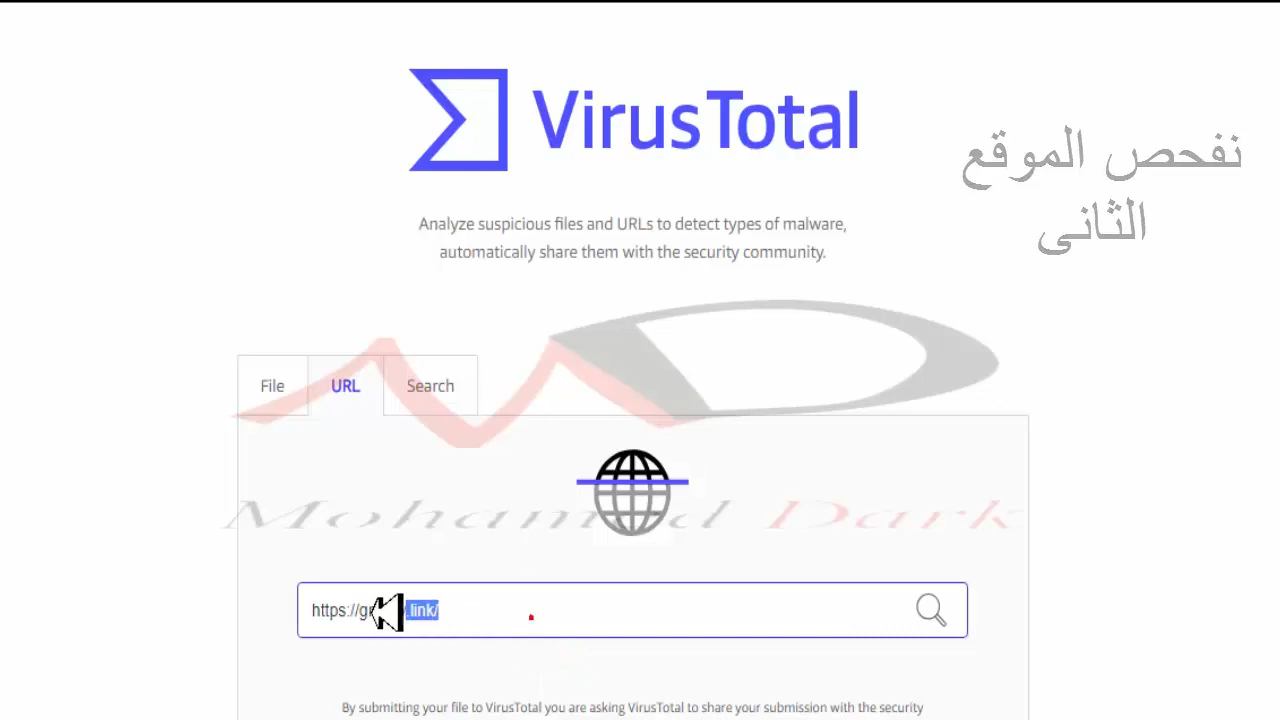 VirusTotal
نفحص الموقع
الثانى
Analyze suspicious files and URLs to detect types of malware,
automatically share them with the security community.
File
URL
Search
Mohamed Dark
.link/
By submitting your file to VirusTotal you are asking VirusTotal to share your submission with the security